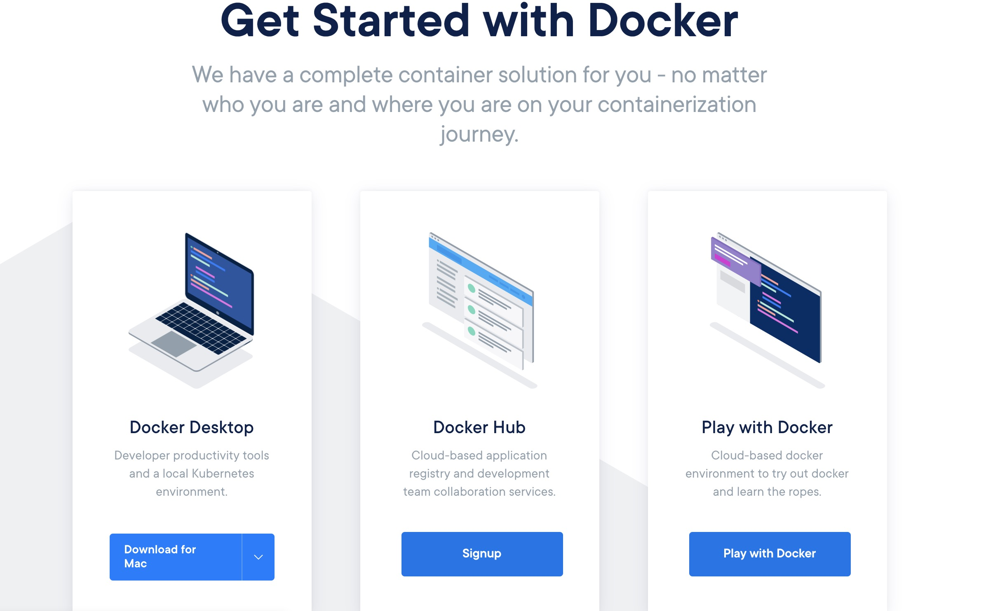 Get Started with Docker
We have a complete container solution for you - no matter
who you are and where you are on your containerization
journey.
Docker Desktop
Developer productivity tools
and a local Kubernetes
environment.
Download for
Mac
Docker Hub
Cloud-based application
registry and development
team collaboration services.
Signup
Play with Docker
Cloud-based docker
environment to try out docker
and learn the ropes.
Play with Docker